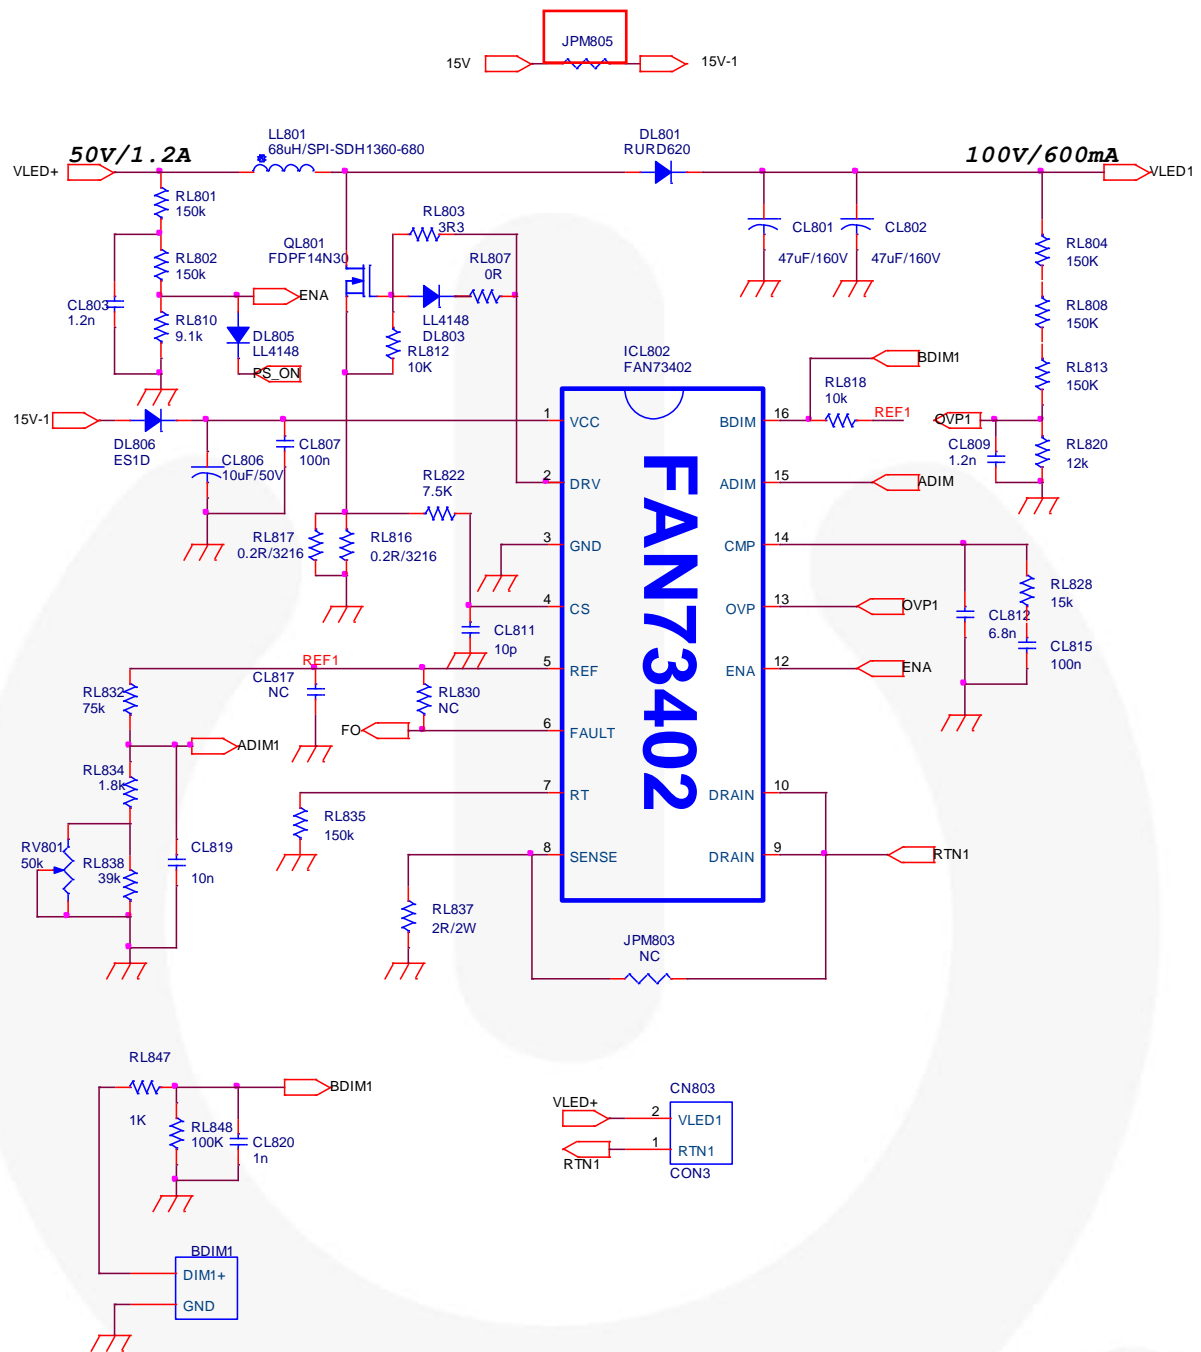 JPM805
15V
15V-1
50V/1.2A
VLED+
LL801
68uH/SPI-SDH1360-680
DL801
RURD620
100V/600mA
VLED1
RL801
150k
RL802
150k
CL803
1.2n
RL810
9.1k
ENA
DL805
LL4148
PS_ON
QL801
FDPF14N30
RL803
3R3
RL807
0R
LL4148
DL803
RL812
10K
CL801
47uF/160V
CL802
47uF/160V
RL804
150K
RL808
150K
RL813
150K
RL820
12k
OVP1
CL809
1.2n
BDIM1
RL818
10k
REF1
ADIM
15V-1
DL806
ES1D
CL806
10uF/50V
CL807
100n
RL822
7.5K
RL817
0.2R/3216
RL816
0.2R/3216
CL811
10p
ICL802
FAN73402
FAN73402
1
VCC
2
DRV
3
GND
4
CS
5
REF
6
FAULT
7
RT
8
SENSE
16
BDIM
15
ADIM
14
CMP
13
OVP
12
ENA
10
DRAIN
9
DRAIN
OVP1
ENA
RTN1
CL812
6.8n
RL828
15k
CL815
100n
REF1
CL817
NC
RL830
NC
FO
RL832
75k
ADIM1
RL834
1.8k
RV801
50k
RL838
39k
CL819
10n
RL835
150k
RL837
2R/2W
JPM803
NC
RL847
1K
RL848
100K
CL820
1n
BDIM1
BDIM1
DIM1+
GND
VLED+
RTN1
CN803
2
VLED1
1
RTN1
CON3